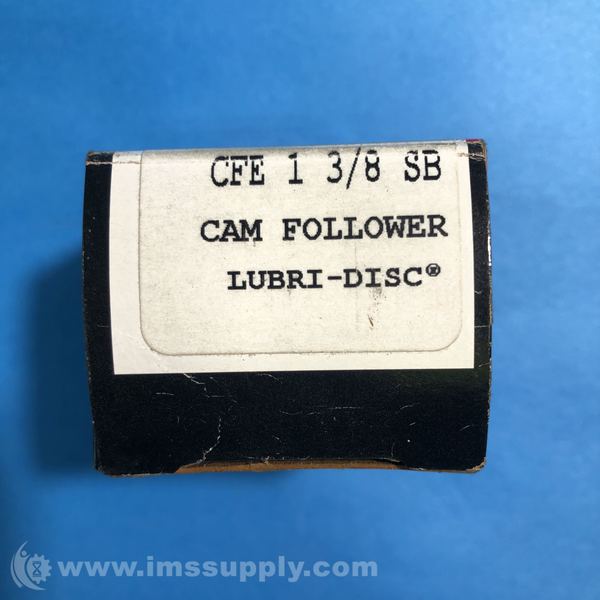 CFE 1 3/8 SB
CAM FOLLOWER
LUBRI-DISC®
www.imssupply.com